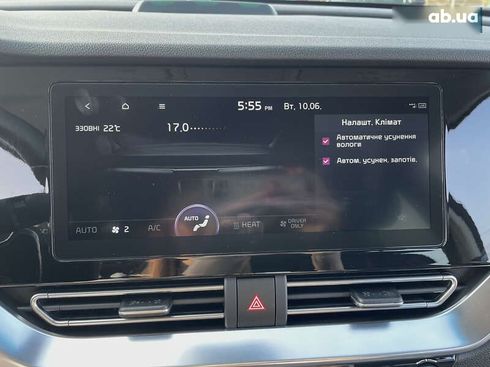 ab.ua
5:55 PM
Вт, 10.06.
ЗЗОВНІ 22°C
17.0
Налашт. Клімат
Автоматичне усунення вологи
Автом. усунен. запотів.
AUTO
2
A/C
AUTO
HEAT
DRIVER ONLY